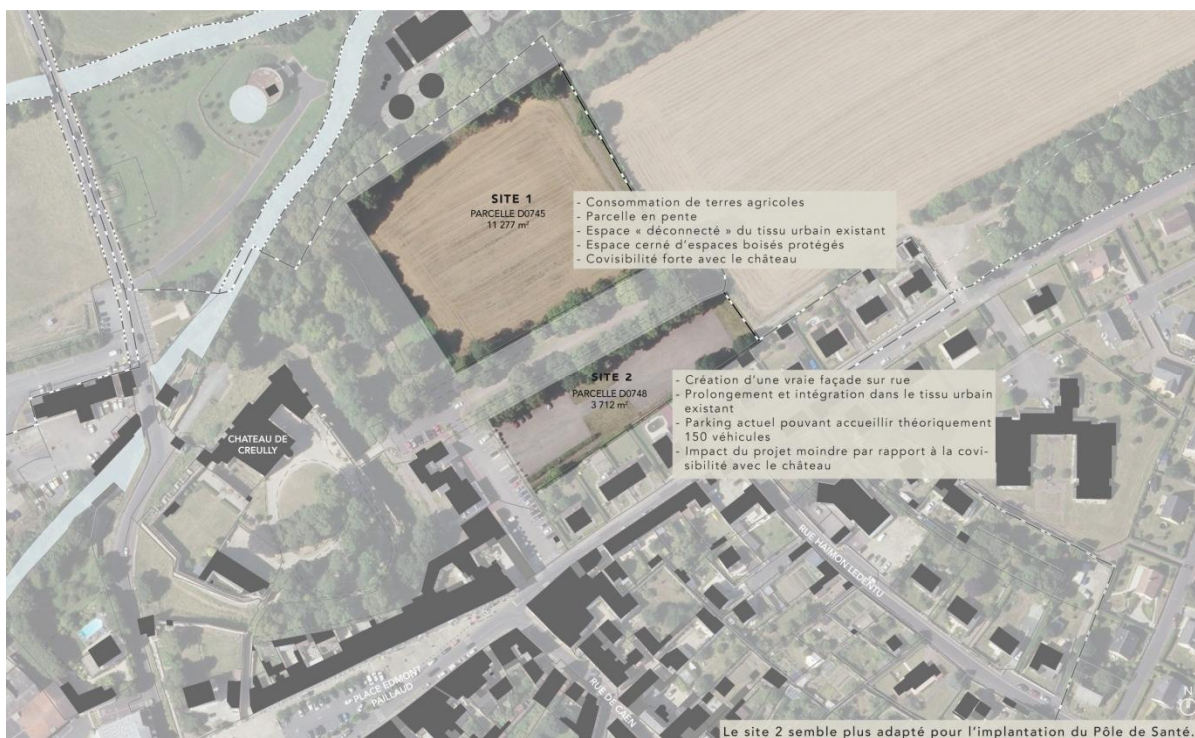 SITE 1
PARCELLE D0745
11 277 m²
- Consommation de terres agricoles
- Parcelle en pente
- Espace « déconnecté » du tissu urbain existant
- Espace cerné d'espaces boisés protégés
- Covisibilité forte avec le château
SITE 2
PARCELLE D0748
3 712 m²
- Création d'une vraie façade sur rue
- Prolongement et intégration dans le tissu urbain
existant
- Parking actuel pouvant accueillir théoriquement
150 véhicules
- Impact du projet moindre par rapport à la covi-
sibilité avec le château
CHATEAU DE
CREULLY
RUE HAIMON LEDENTU
PLACE EDMONT
PAILLAUD
RUE DE CAEN
N
Le site 2 semble plus adapté pour l'implantation du Pôle de Santé.